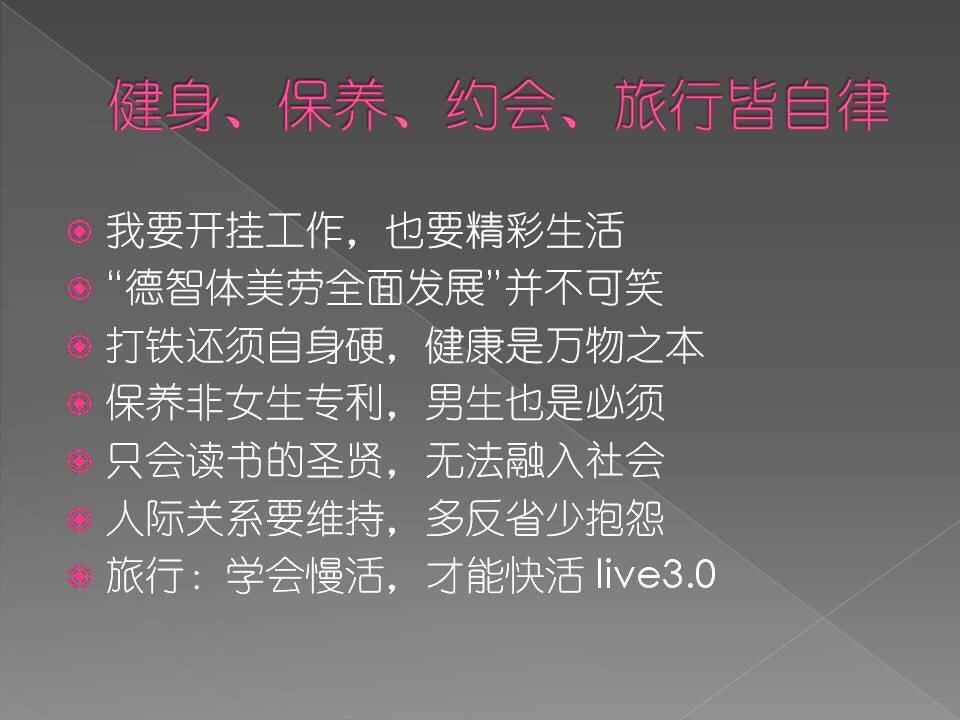 健身、保养、约会、旅行皆自律
我要开挂工作，也要精彩生活
“德智体美劳全面发展”并不可笑
打铁还须自身硬，健康是万物之本
保养非女生专利，男生也是必须
只会读书的圣贤，无法融入社会
人际关系要维持，多反省少抱怨
旅行：学会慢活，才能快活 live3.0